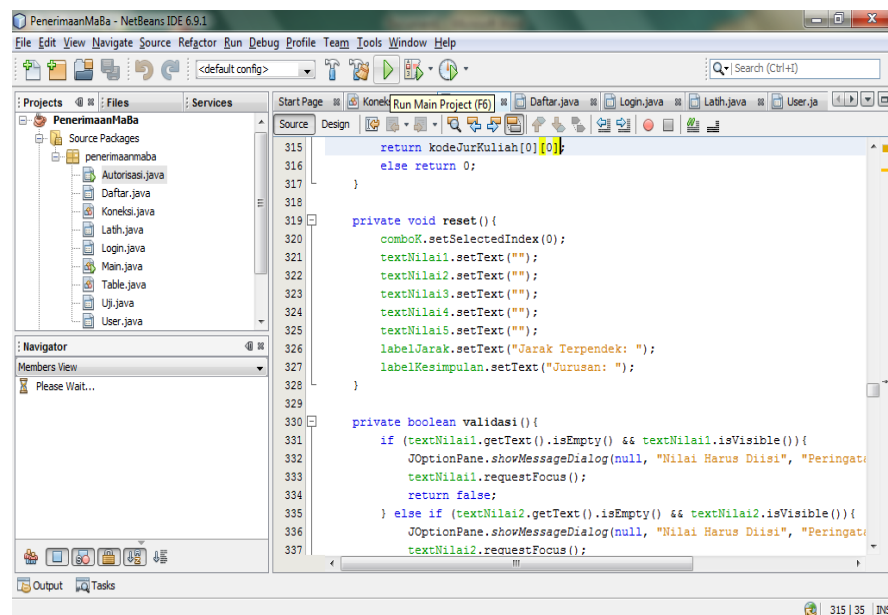 PenerimaanMaBa - NetBeans IDE 6.9.1
File Edit View Navigate Source Refactor Run Debug Profile Team Tools Window Help
<default config>
Search (Ctrl+I)
Projects Files Services
Start Page Run Main Project (F6) Daftar.java Login.java Latih.java User.ja
PenerimaanMaBa
Source Packages
penerimaanmaba
Autorisasi.java
Daftar.java
Koneksi.java
Latih.java
Login.java
Main.java
Table.java
Uji.java
User.java
Navigator
Members View
Please Wait...
Source Design
315 return kodeJurKuliah[0][0];
316 else return 0;
317 }
318
319 private void reset(){
320 comboK.setSelectedIndex(0);
321 textNilai1.setText("");
322 textNilai2.setText("");
323 textNilai3.setText("");
324 textNilai4.setText("");
325 textNilai5.setText("");
326 labelJarak.setText("Jarak Terpendek: ");
327 labelKesimpulan.setText("Jurusan: ");
328 }
329
330 private boolean validasi(){
331 if (textNilai1.getText().isEmpty() && textNilai1.isVisible()){
332 JOptionPane.showMessageDialog(null, "Nilai Harus Diisi", "Peringata
333 textNilai1.requestFocus();
334 return false;
335 } else if (textNilai2.getText().isEmpty() && textNilai2.isVisible()){
336 JOptionPane.showMessageDialog(null, "Nilai Harus Diisi", "Peringata
337 textNilai2.requestFocus();
Output Tasks
315 | 35 INS